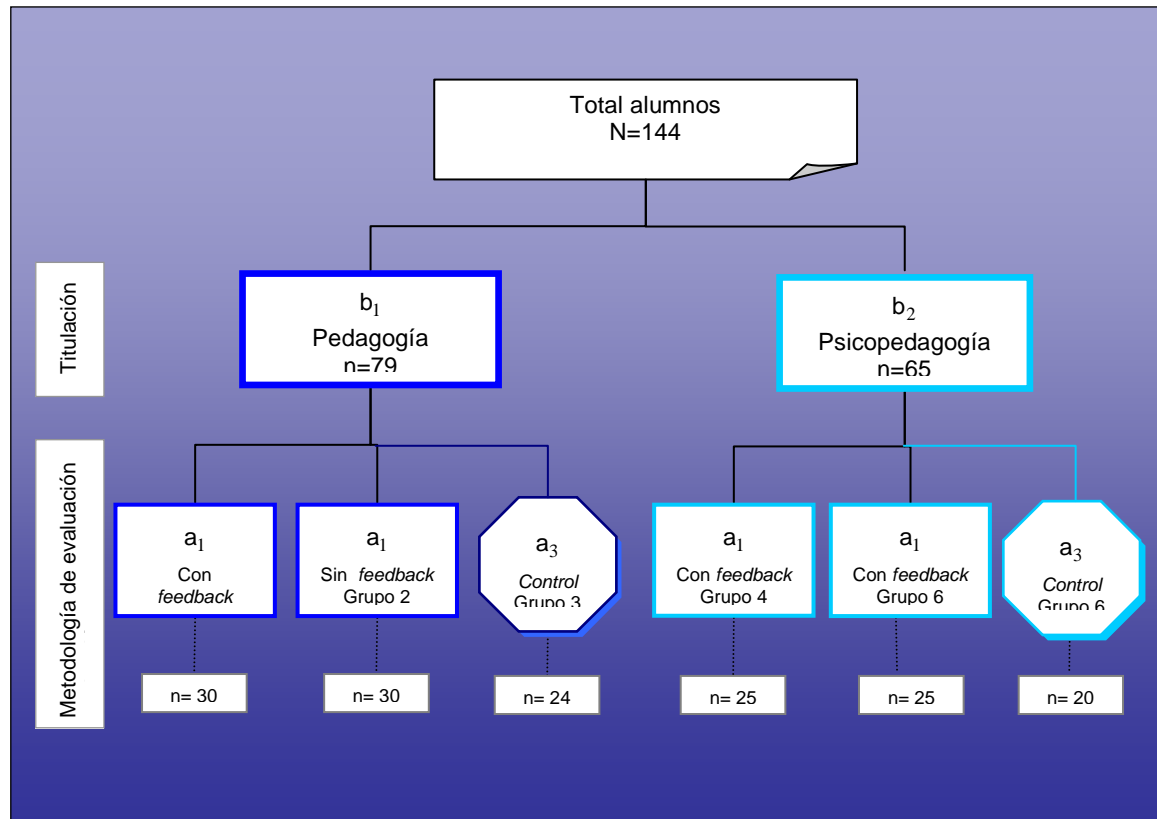 Total alumnos
N=144
Titulación
b₁
Pedagogía
n=79
b₂
Psicopedagogía
n=65
Metodología de evaluación
a₁
Con
feedback
a₁
Sin feedback
Grupo 2
a₃
Control
Grupo 3
a₁
Con feedback
Grupo 4
a₁
Con feedback
Grupo 6
a₃
Control
Grupo 6
n= 30
n= 30
n= 24
n= 25
n= 25
n= 20